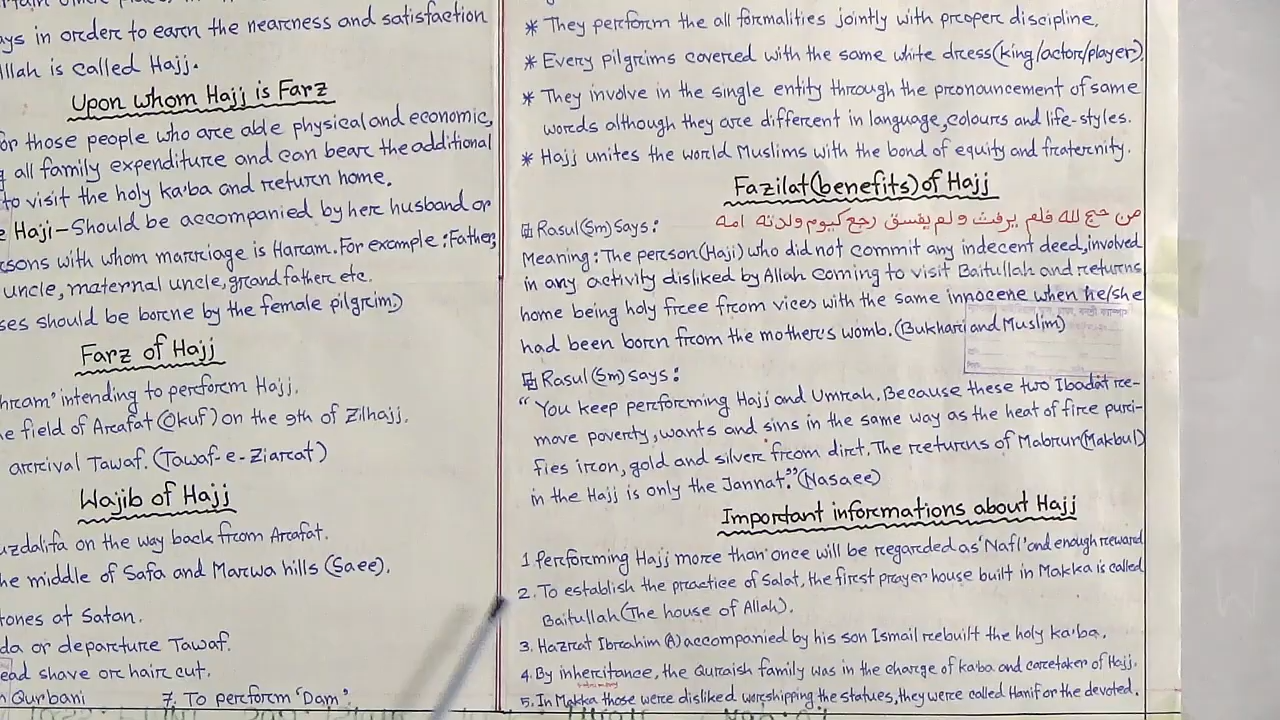 ays in order to earn the nearness and satisfaction
Allah is called Hajj.
Upon whom Hajj is Farz
for those people who are able physical and economic,
g all family expenditure and can bear the additional
to visit the holy ka'ba and return home.
e Haji-Should be accompanied by her husband or
rsons with whom marriage is Haram. For example: Father,
uncle, maternal uncle, grand father etc.
ses should be borne by the female pilgrim)
Farz of Hajj
hram' intending to perform Hajj.
e field of Arafat (Okuf) on the 9th of Zilhajj.
arrival Tawaf. (Tawaf-e-Ziarat)
Wajib of Hajj
uzdalifa on the way back from Arafat.
he middle of Safa and Marwa hills (Saee).
tones at Satan.
da or departure Tawaf.
ead shave or hair cut.
n Qurbani 7. To perform 'Dam'
* They perform the all formalities jointly with proper discipline.
* Every pilgrims covered with the same white dress (king/actor/player)
* They involve in the single entity through the pronouncement of same
words although they are different in language, colours and life-styles.
* Hajj unites the world Muslims with the bond of equity and fraternity.
Fazilat (benefits) of Hajj
Rasul (Sm) says: من حج لله فلم يرفث ولم يفسق رجع كيوم ولدته امه
Meaning: The person (Haji) who did not commit any indecent deed, involved
in any activity disliked by Allah coming to visit Baitullah and returns
home being holy free from vices with the same innocene when he/she
had been born from the mother's womb. (Bukhari and Muslim)
Rasul (Sm) says:
"You keep performing Hajj and Umrah. Because these two Ibadat re-
move poverty, wants and sins in the same way as the heat of fire puri-
fies iron, gold and silver from dirt. The returns of Mabrur (Makbul)
in the Hajj is only the Jannat." (Nasaee)
Important informations about Hajj
1 Performing Hajj more than once will be regarded as 'Nafl' and enough reward
2. To establish the practice of Salat, the first prayer house built in Makka is called
Baitullah (The house of Allah).
3. Hazrat Ibrahim (A) accompanied by his son Ismail rebuilt the holy ka'ba.
4. By inheritance, the Quraish family was in the charge of ka'ba and caretaker of Hajj.
5. In Makka those were disliked worshipping the statues, they were called Hanif or the devoted.